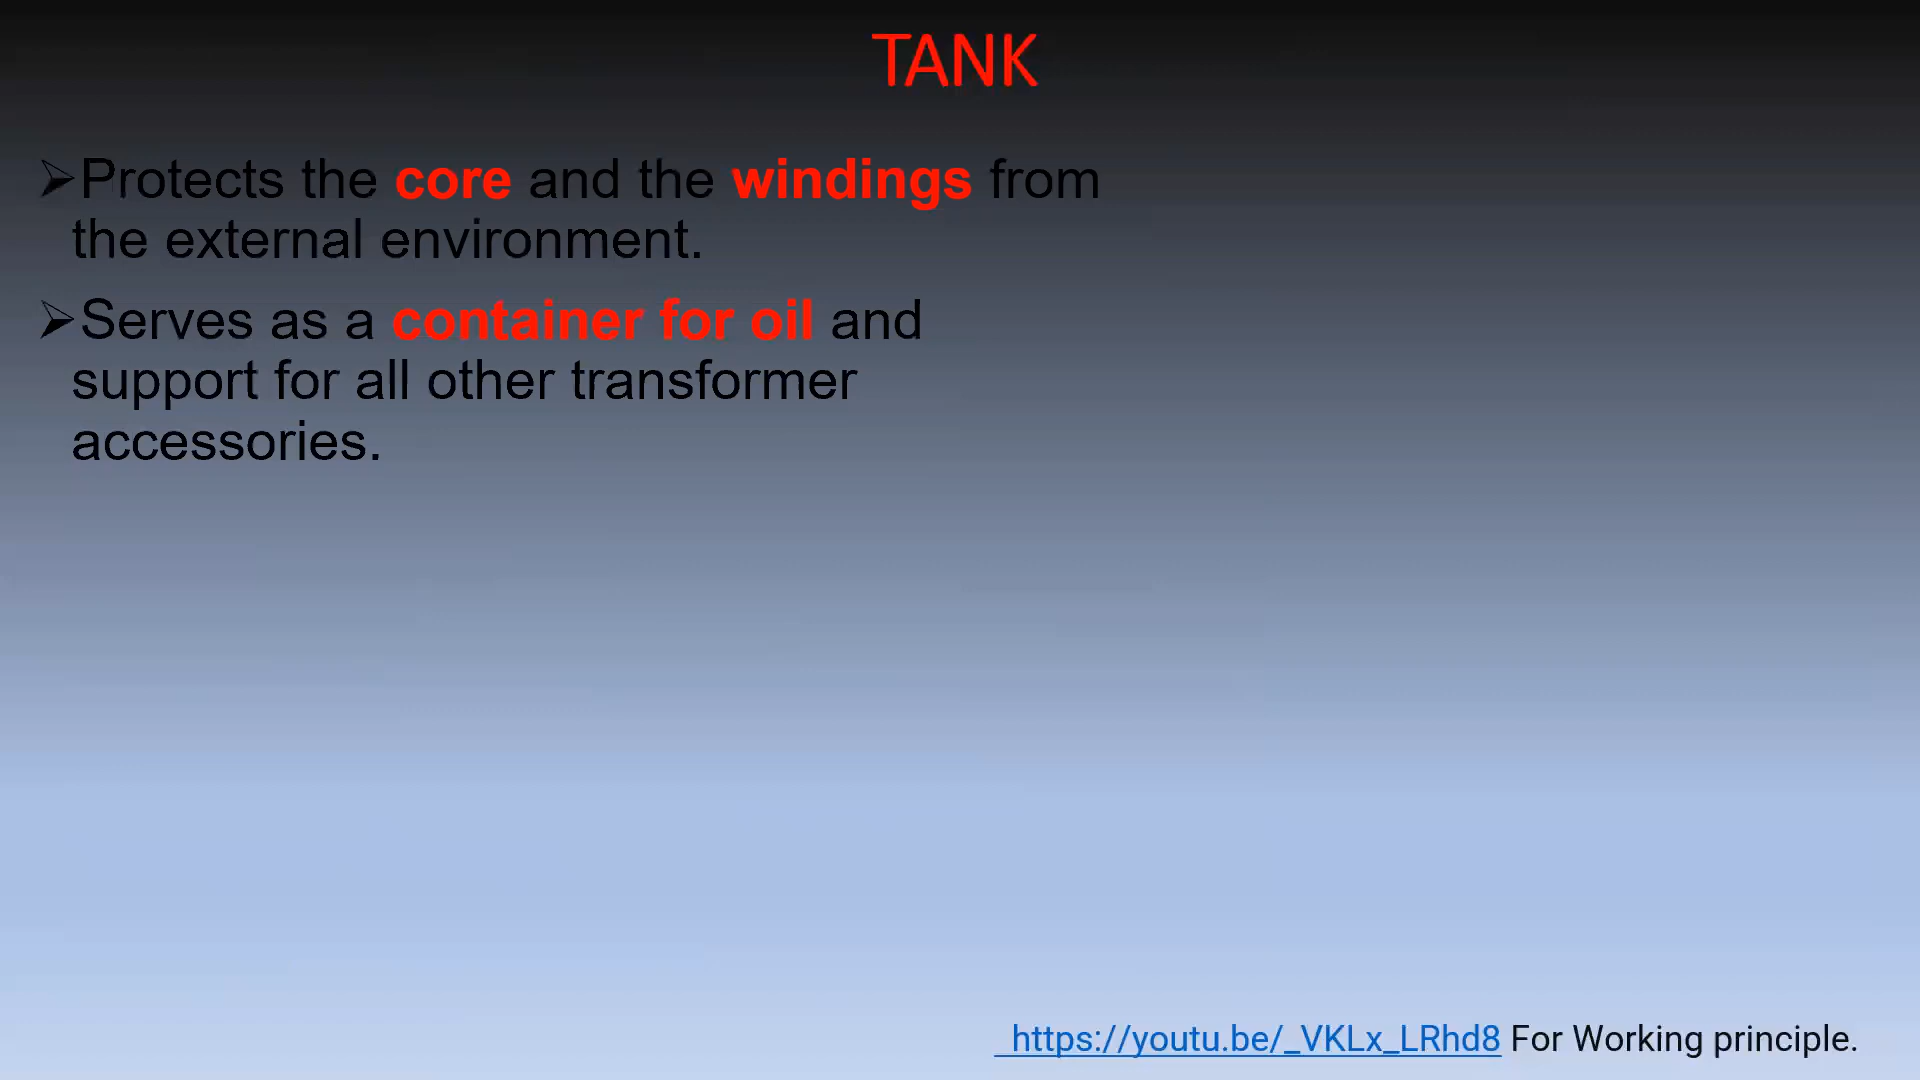 TANK
➢Protects the core and the windings from
the external environment.
➢Serves as a container for oil and
support for all other transformer
accessories.
https://youtu.be/_VKLx_LRhd8 For Working principle.